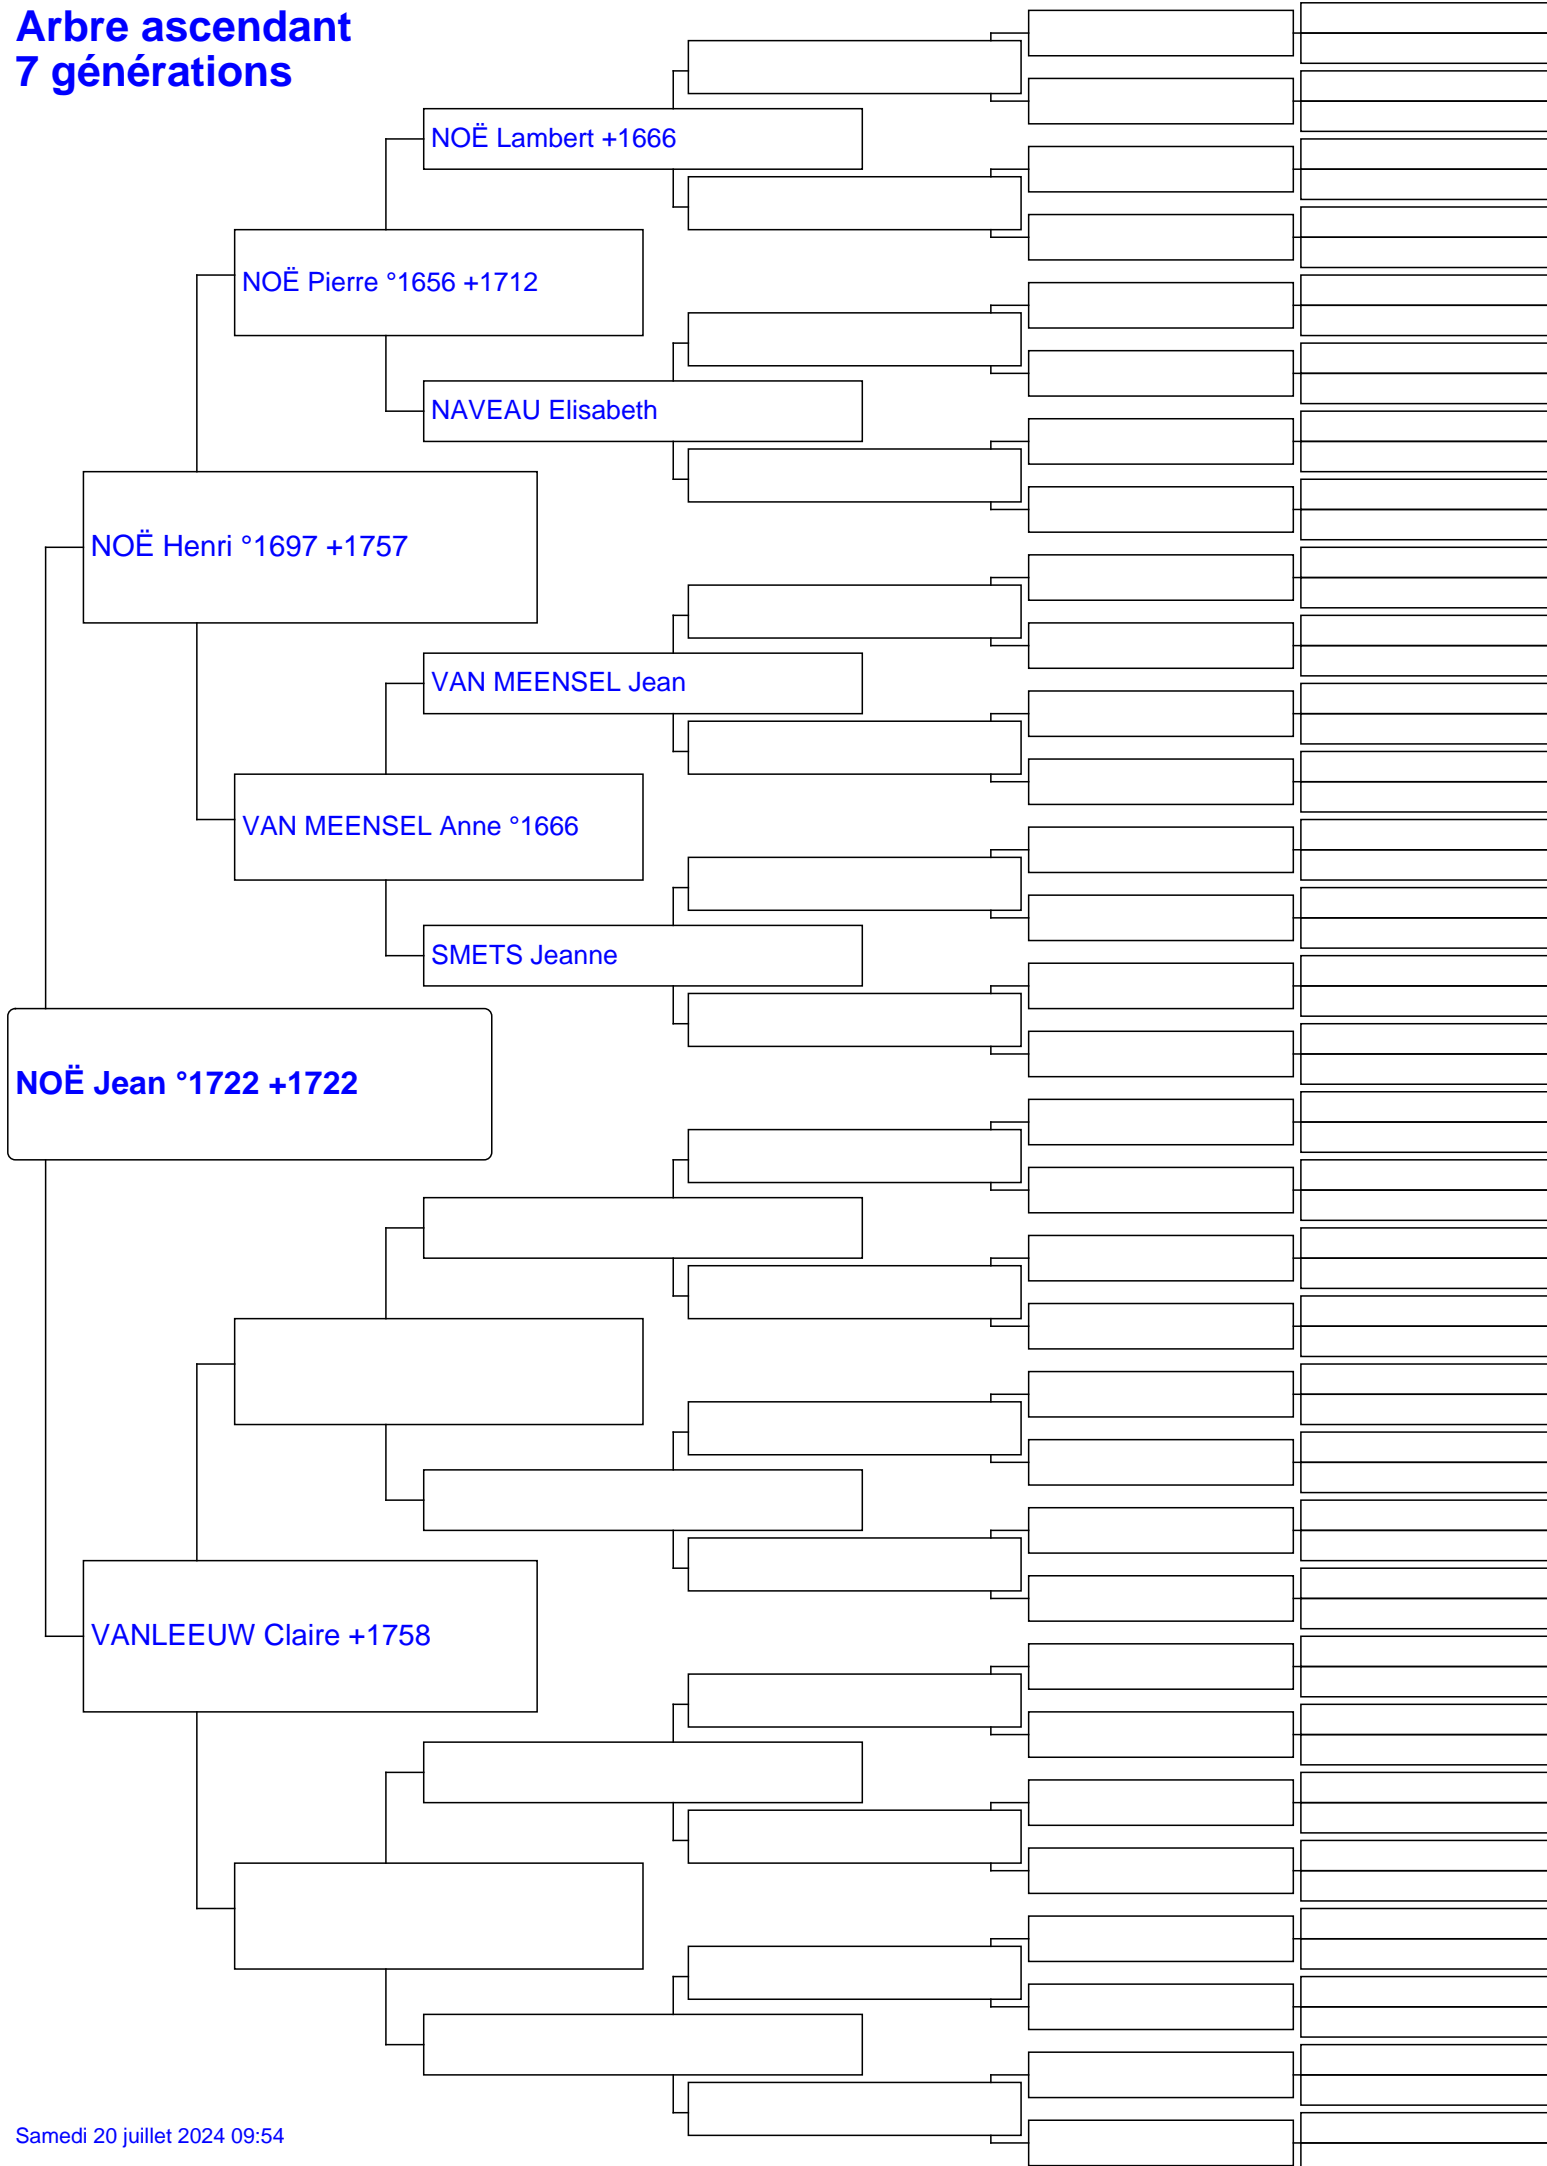 Arbre ascendant
7 générations
NOË Lambert +1666
NOË Pierre °1656 +1712
NAVEAU Elisabeth
NOË Henri °1697 +1757
VAN MEENSEL Jean
VAN MEENSEL Anne °1666
SMETS Jeanne
NOË Jean °1722 +1722
VANLEEUW Claire +1758
Samedi 20 juillet 2024 09:54